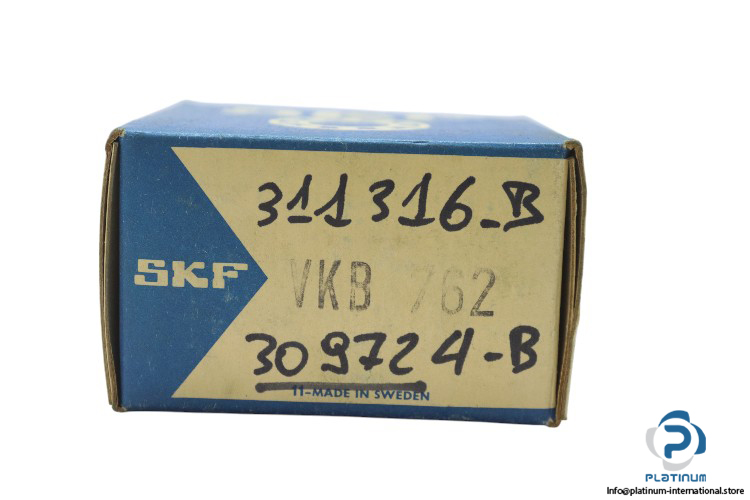 311316-B
SKF
VKB 762
309724-B
11-MADE IN SWEDEN
PLATINUM
Info@platinum-international.store